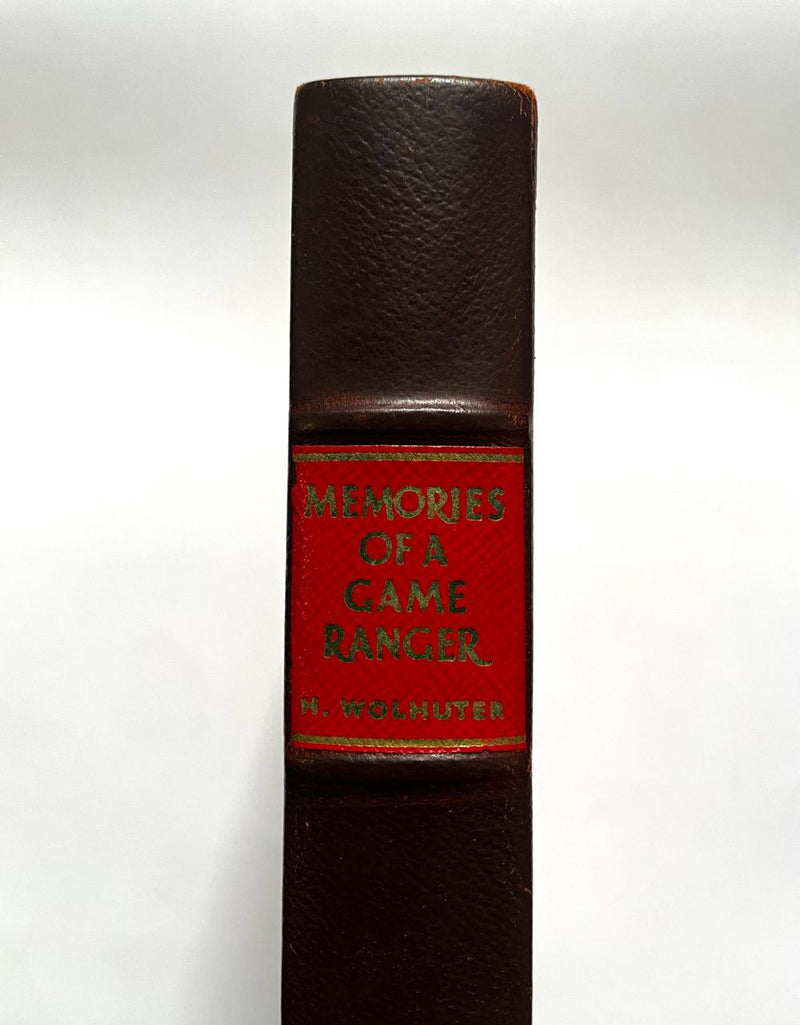 MEMORIES
OF A
GAME
RANGER
H. WOLHUTER